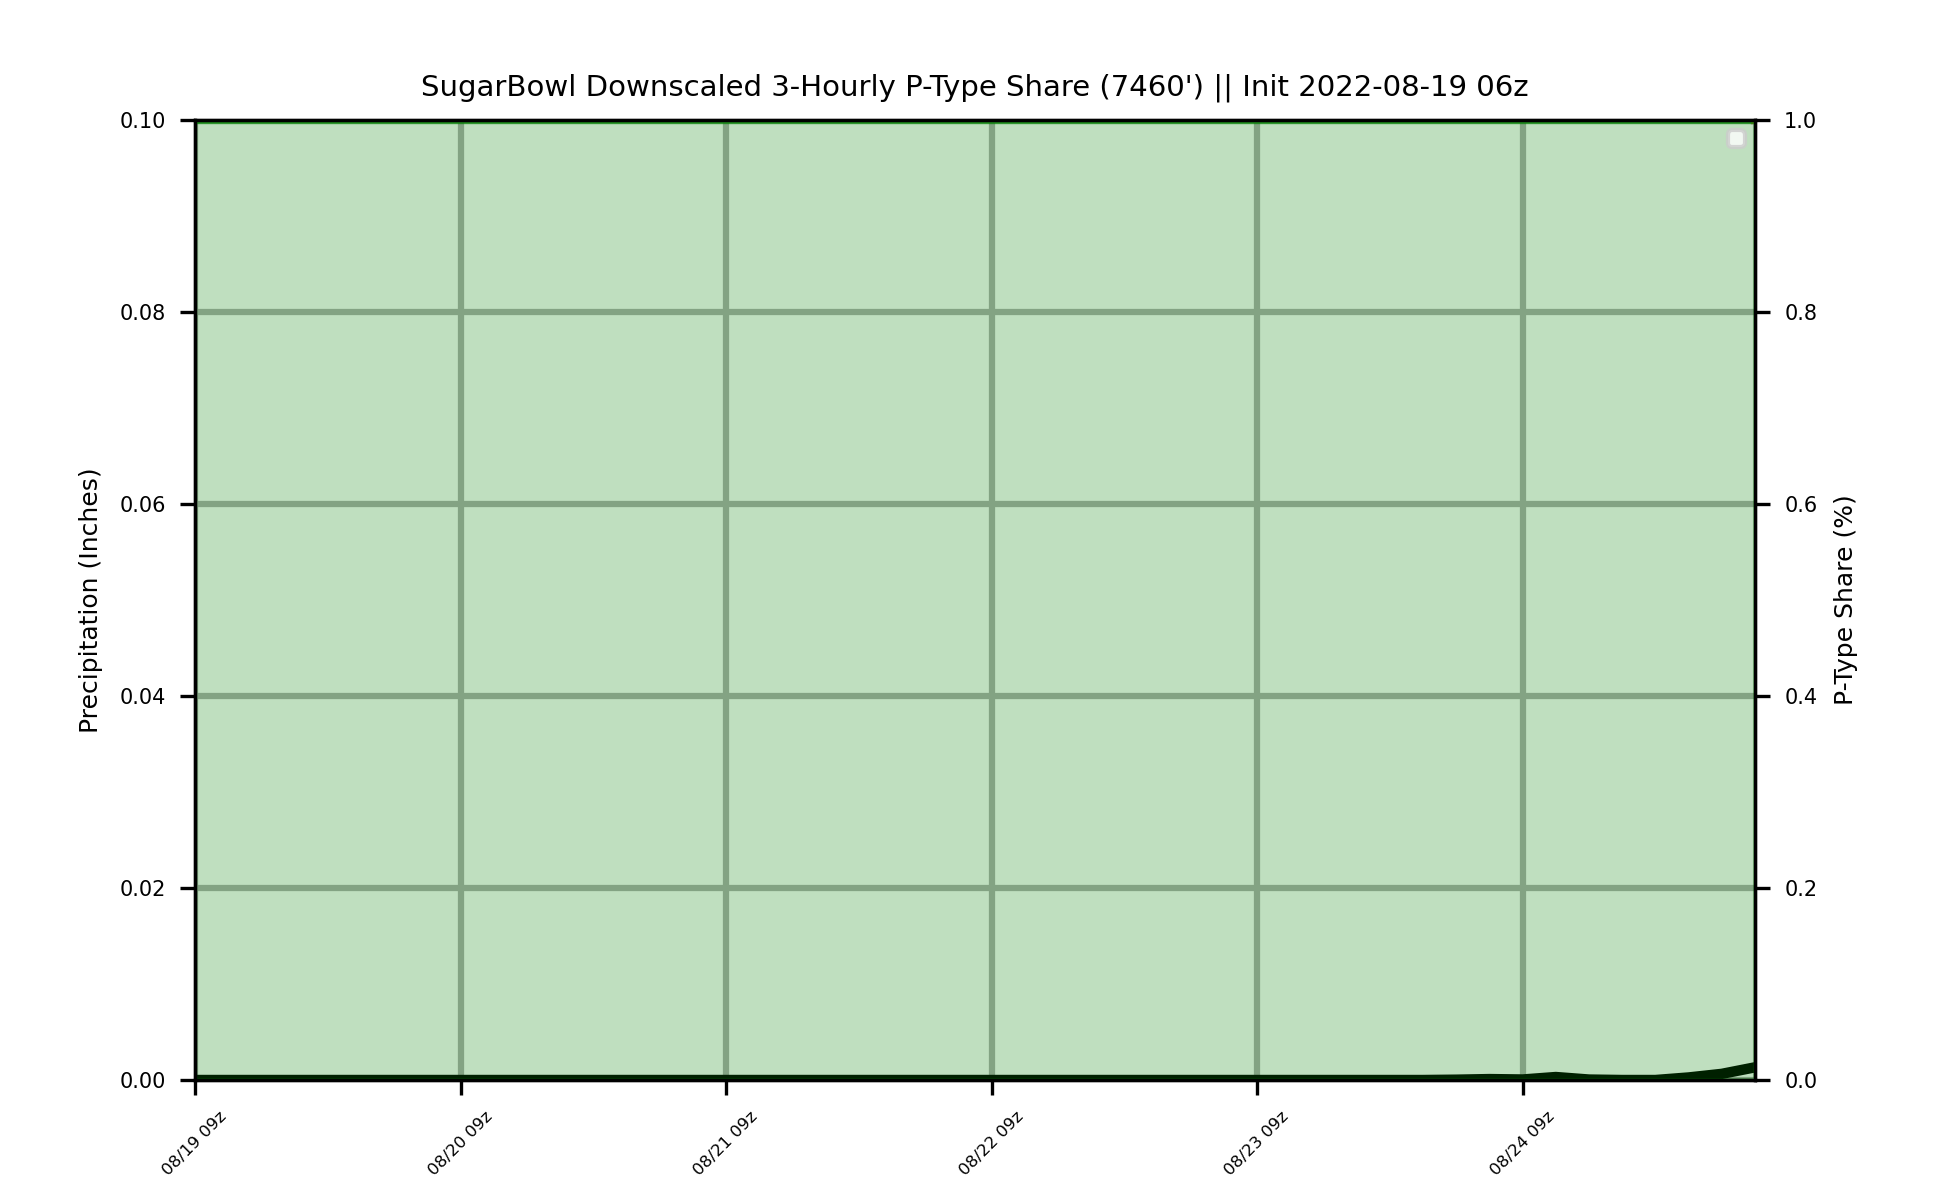 SugarBowl Downscaled 3-Hourly P-Type Share (7460') || Init 2022-08-19 06z
0.10
0.08
0.06
0.04
0.02
0.00
Precipitation (Inches)
1.0
0.8
0.6
0.4
0.2
0.0
P-Type Share (%)
08/19 09z
08/20 09z
08/21 09z
08/22 09z
08/23 09z
08/24 09z